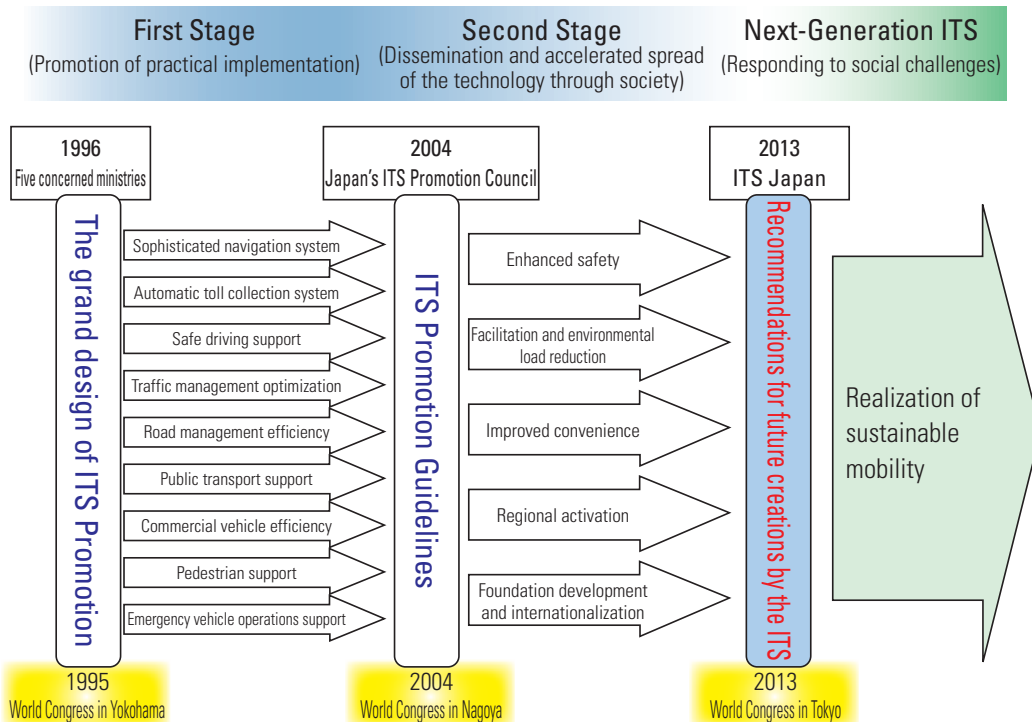 First Stage
(Promotion of practical implementation)
Second Stage
(Dissemination and accelerated spread
of the technology through society)
Next-Generation ITS
(Responding to social challenges)
1996
Five concerned ministries
2004
Japan's ITS Promotion Council
2013
ITS Japan
The grand design of ITS Promotion
Sophisticated navigation system
Automatic toll collection system
Safe driving support
Traffic management optimization
Road management efficiency
Public transport support
Commercial vehicle efficiency
Pedestrian support
Emergency vehicle operations support
ITS Promotion Guidelines
Enhanced safety
Facilitation and environmental
load reduction
Improved convenience
Regional activation
Foundation development
and internationalization
Recommendations for future creations by the ITS
Realization of
sustainable
mobility
1995
World Congress in Yokohama
2004
World Congress in Nagoya
2013
World Congress in Tokyo